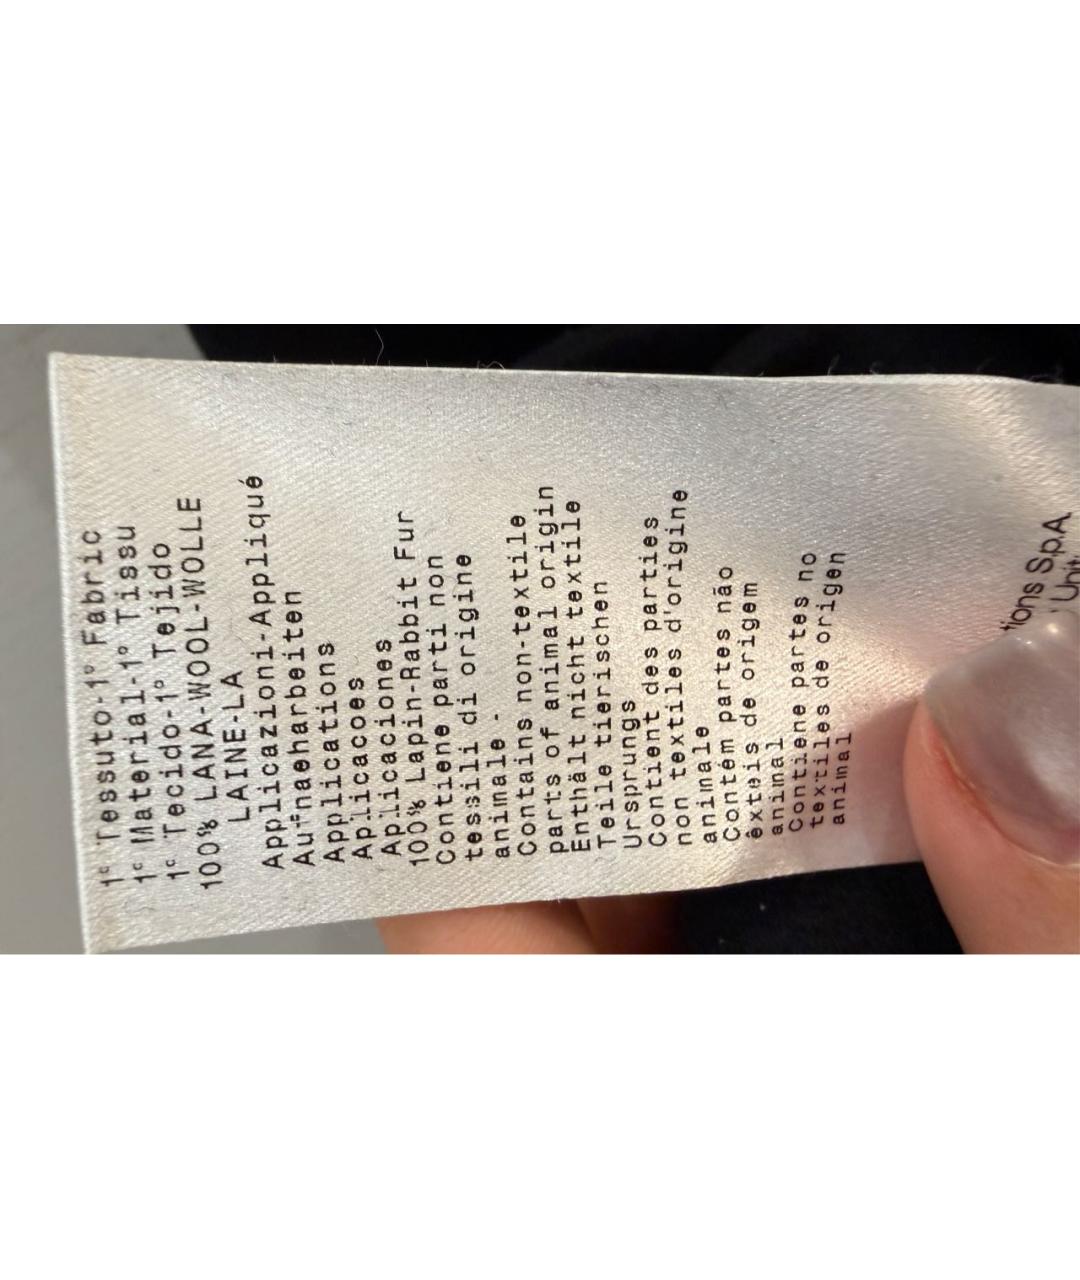 1° Tessuto-1° Fabric
1° Material-1° Tissu
1° Tecido-1° Tejido
100% LANA-WOOL-WOLLE
LAINE-LA
Applicazioni-Appliqué
Aufnaeharbeiten
Applications
Aplicacoes
Aplicaciones
100% Lapin-Rabbit Fur
Contiene parti non
tessili di origine
animale -
Contains non-textile
parts of animal origin
Enthält nicht textile
Teile tierischen
Ursprungs
Contient des parties
non textiles d'origine
animale
Contém partes não
êxteis de origem
animal
Contiene partes no
textiles de origen
animal
tions S.p.A.